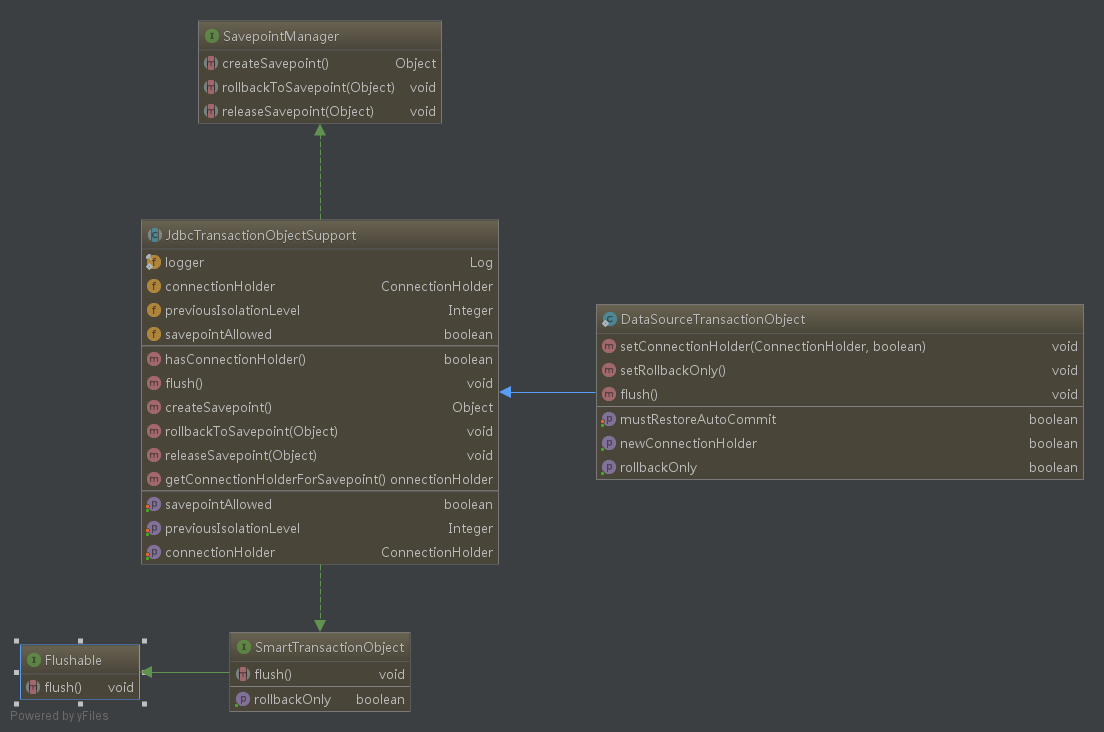 SavepointManager
createSavepoint() Object
rollbackToSavepoint(Object) void
releaseSavepoint(Object) void
JdbcTransactionObjectSupport
logger Log
connectionHolder ConnectionHolder
previousIsolationLevel Integer
savepointAllowed boolean
hasConnectionHolder() boolean
flush() void
createSavepoint() Object
rollbackToSavepoint(Object) void
releaseSavepoint(Object) void
getConnectionHolderForSavepoint() onnectionHolder
savepointAllowed boolean
previousIsolationLevel Integer
connectionHolder ConnectionHolder
DataSourceTransactionObject
setConnectionHolder(ConnectionHolder, boolean) void
setRollbackOnly() void
flush() void
mustRestoreAutoCommit boolean
newConnectionHolder boolean
rollbackOnly boolean
SmartTransactionObject
flush() void
rollbackOnly boolean
Flushable
flush() void
Powered by yFiles